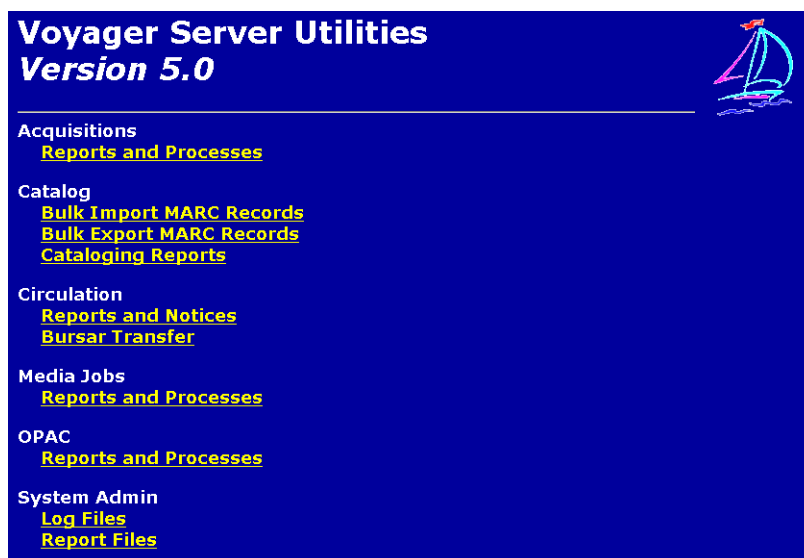 Voyager Server Utilities
Version 5.0
Acquisitions
Reports and Processes
Catalog
Bulk Import MARC Records
Bulk Export MARC Records
Cataloging Reports
Circulation
Reports and Notices
Bursar Transfer
Media Jobs
Reports and Processes
OPAC
Reports and Processes
System Admin
Log Files
Report Files